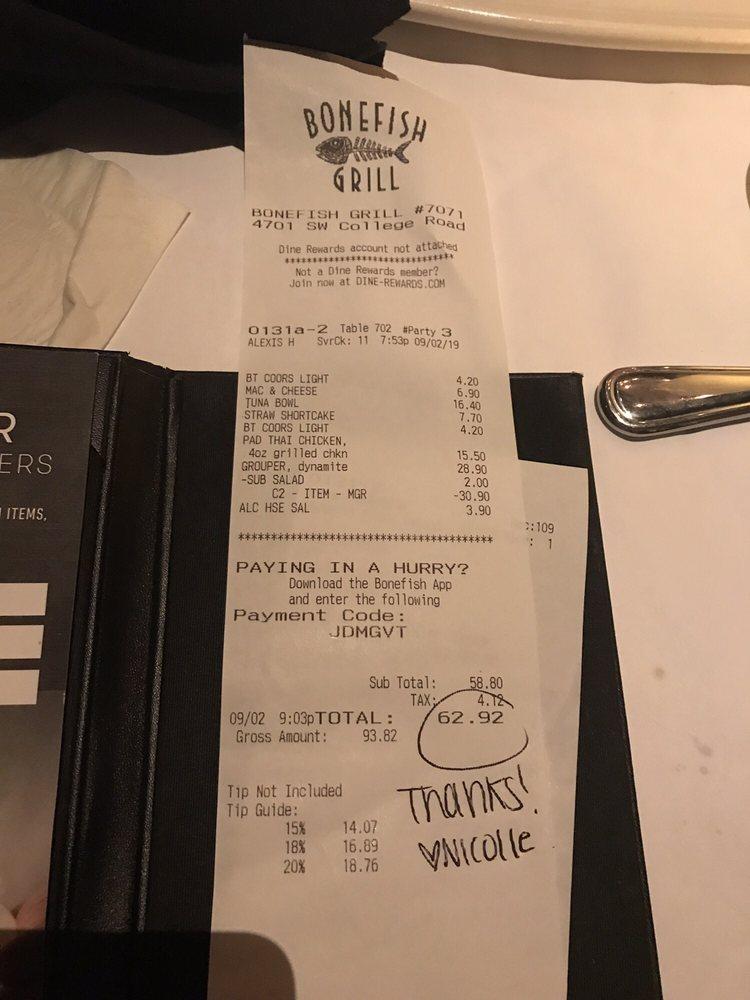 BONEFISH
GRILL
BONEFISH GRILL #7071
4701 SW College Road
Dine Rewards account not attached
****************************************
Not a Dine Rewards member?
Join now at DINE-REWARDS.COM
0131a-2 Table 702 #Party 3
ALEXIS H SvrCk: 11 7:53p 09/02/19
BT COORS LIGHT 4.20
MAC & CHEESE 6.90
TUNA BOWL 16.40
STRAW SHORTCAKE 7.70
BT COORS LIGHT 4.20
PAD THAI CHICKEN,
4oz grilled chkn 15.50
GROUPER, dynamite 28.90
-SUB SALAD 2.00
C2 - ITEM - MGR -30.90
ALC HSE SAL 3.90
****************************************
PAYING IN A HURRY?
Download the Bonefish App
and enter the following
Payment Code:
JDMGVT
Sub Total: 58.80
TAX: 4.12
09/02 9:03pTOTAL: 62.92
Gross Amount: 93.82
Tip Not Included
Tip Guide:
15% 14.07
18% 16.89
20% 18.76
Thanks!
♡Nicolle
R
ERS
ITEMS,
:109
: 1